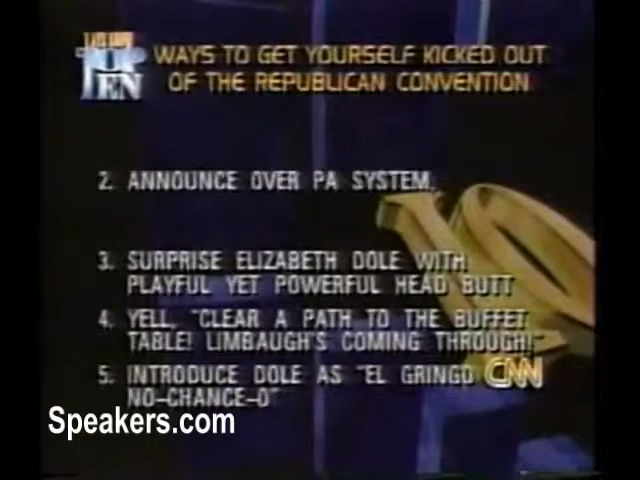 LATE SHOW
TOP
TEN
WAYS TO GET YOURSELF KICKED OUT
OF THE REPUBLICAN CONVENTION
2. ANNOUNCE OVER PA SYSTEM,
3. SURPRISE ELIZABETH DOLE WITH
PLAYFUL YET POWERFUL HEAD BUTT
4. YELL, "CLEAR A PATH TO THE BUFFET
TABLE! LIMBAUGH'S COMING THROUGH!"
5. INTRODUCE DOLE AS "EL GRINGO
NO-CHANCE-O"
CNN
Speakers.com